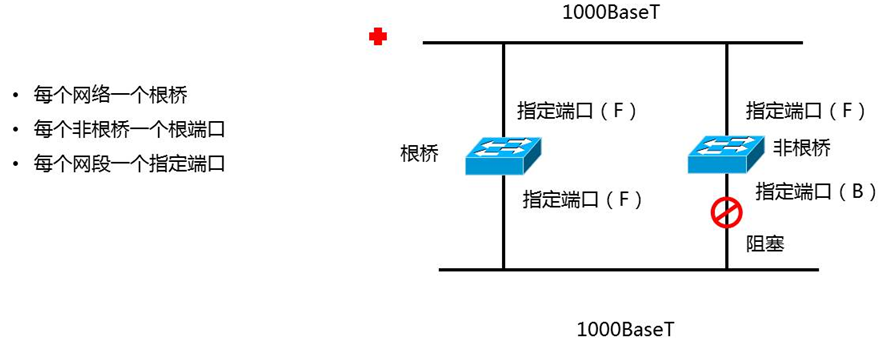 1000BaseT
• 每个网络一个根桥
• 每个非根桥一个根端口
• 每个网段一个指定端口
指定端口（F）
指定端口（F）
根桥
非根桥
指定端口（F）
指定端口（B）
阻塞
1000BaseT